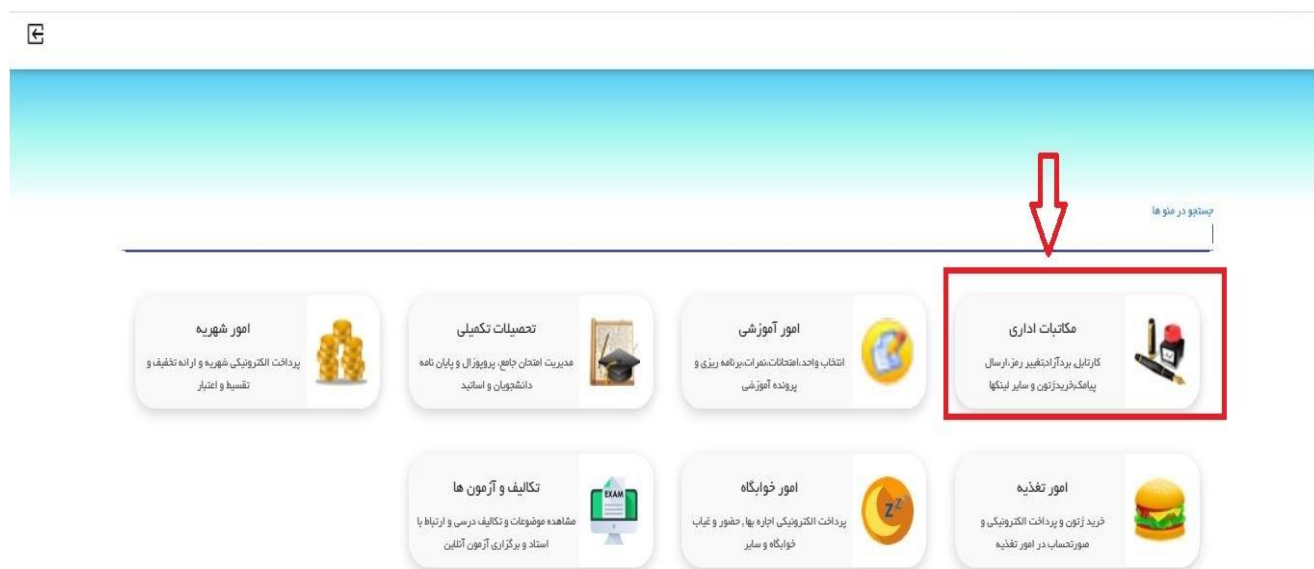 جستجو در منو ها
مکاتبات اداری
کارتابل بردآزاد،تغییر رمز،ارسال
پیامک،خریدژتون و سایر لینکها
امور آموزشی
انتخاب واحد،امتحانات،نمرات،برنامه ریزی و
پرونده آموزشی
تحصیلات تکمیلی
مدیریت امتحان جامع، پروپوزال و پایان نامه
دانشجویان و اساتید
امور شهریه
پرداخت الکترونیکی شهریه و ارائه تخفیف و
تقسیط و اعتبار
امور تغذیه
خرید ژتون و پرداخت الکترونیکی و
صورتحساب در امور تغذیه
امور خوابگاه
پرداخت الکترونیکی اجاره بها, حضور و غیاب
خوابگاه و سایر
تکالیف و آزمون ها
مشاهده موضوعات و تکالیف درسی و ارتباط با
استاد و برگزاری آزمون آنلاین
EXAM